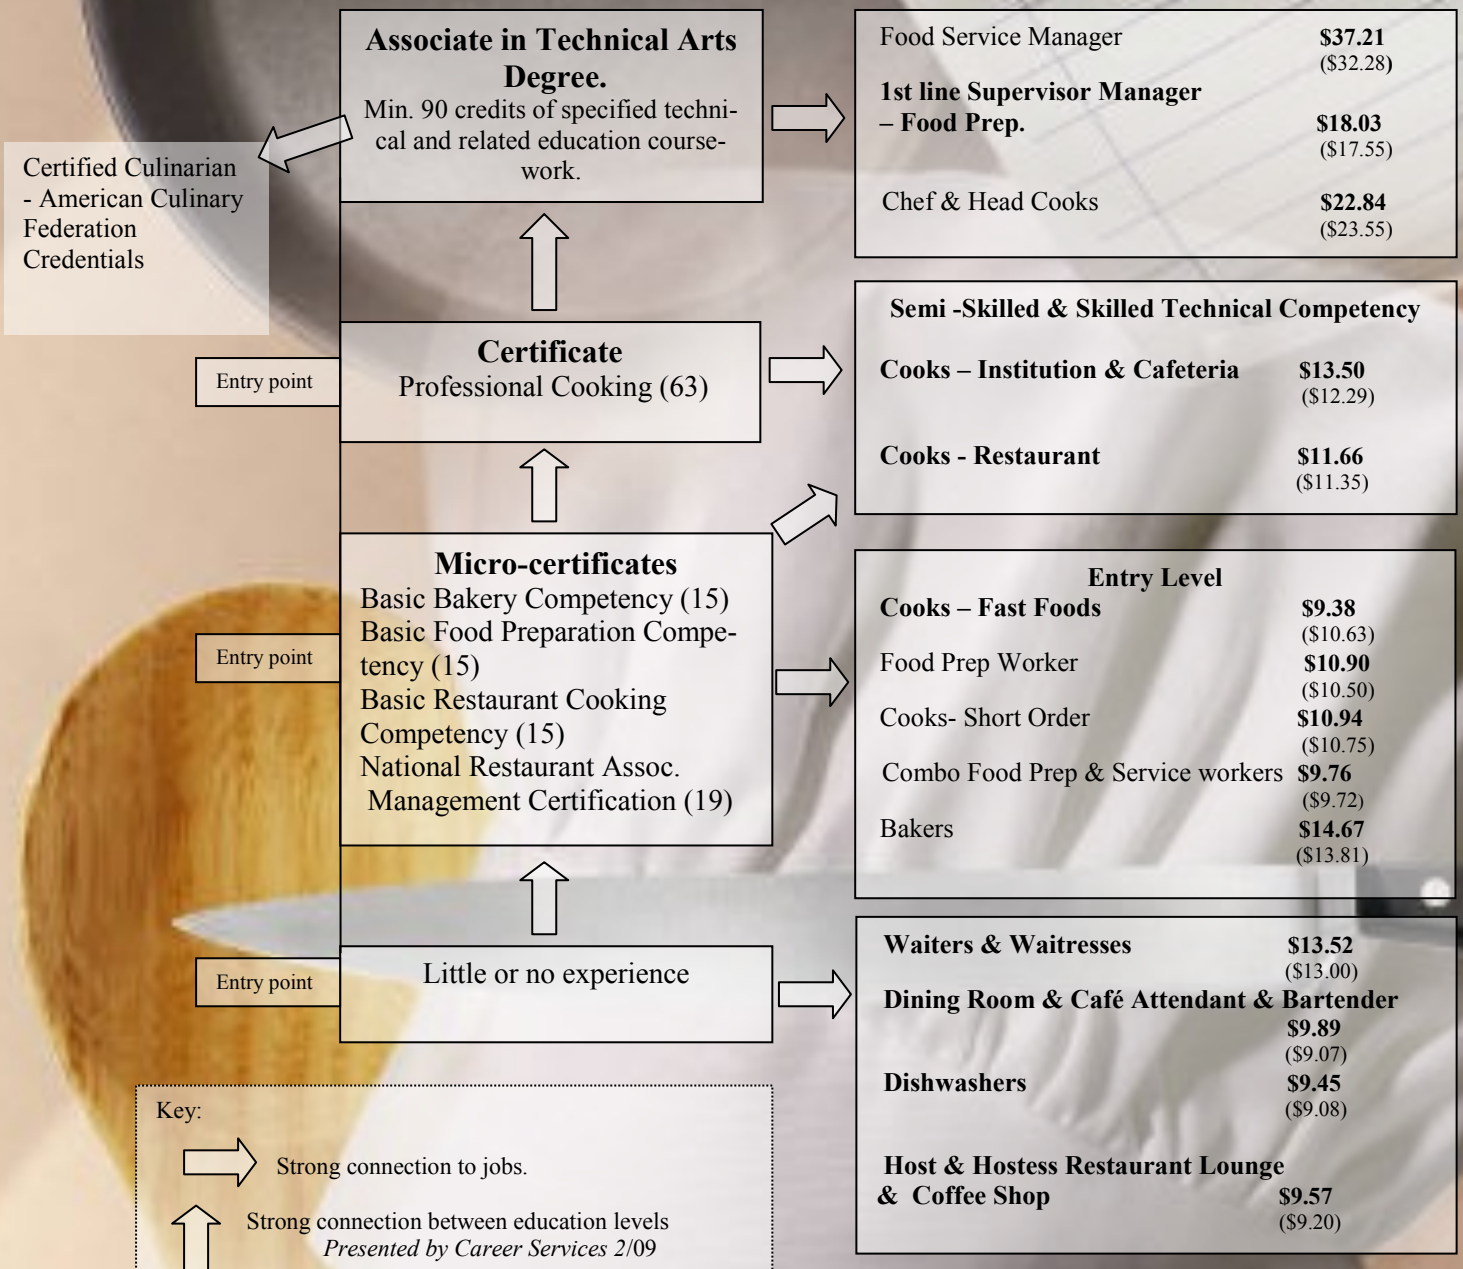 Associate in Technical Arts
Degree.
Min. 90 credits of specified techni-
cal and related education course-
work.
Certified Culinarian
- American Culinary
Federation
Credentials
Food Service Manager $37.21
($32.28)
1st line Supervisor Manager
– Food Prep. $18.03
($17.55)
Chef & Head Cooks $22.84
($23.55)
Entry point
Certificate
Professional Cooking (63)
Semi -Skilled & Skilled Technical Competency
Cooks – Institution & Cafeteria $13.50
($12.29)
Cooks - Restaurant $11.66
($11.35)
Entry point
Micro-certificates
Basic Bakery Competency (15)
Basic Food Preparation Compe-
tency (15)
Basic Restaurant Cooking
Competency (15)
National Restaurant Assoc.
Management Certification (19)
Entry Level
Cooks – Fast Foods $9.38
($10.63)
Food Prep Worker $10.90
($10.50)
Cooks- Short Order $10.94
($10.75)
Combo Food Prep & Service workers $9.76
($9.72)
Bakers $14.67
($13.81)
Entry point
Little or no experience
Waiters & Waitresses $13.52
($13.00)
Dining Room & Café Attendant & Bartender
$9.89
($9.07)
Dishwashers $9.45
($9.08)
Host & Hostess Restaurant Lounge
& Coffee Shop $9.57
($9.20)
Key:
Strong connection to jobs.
Strong connection between education levels
Presented by Career Services 2/09